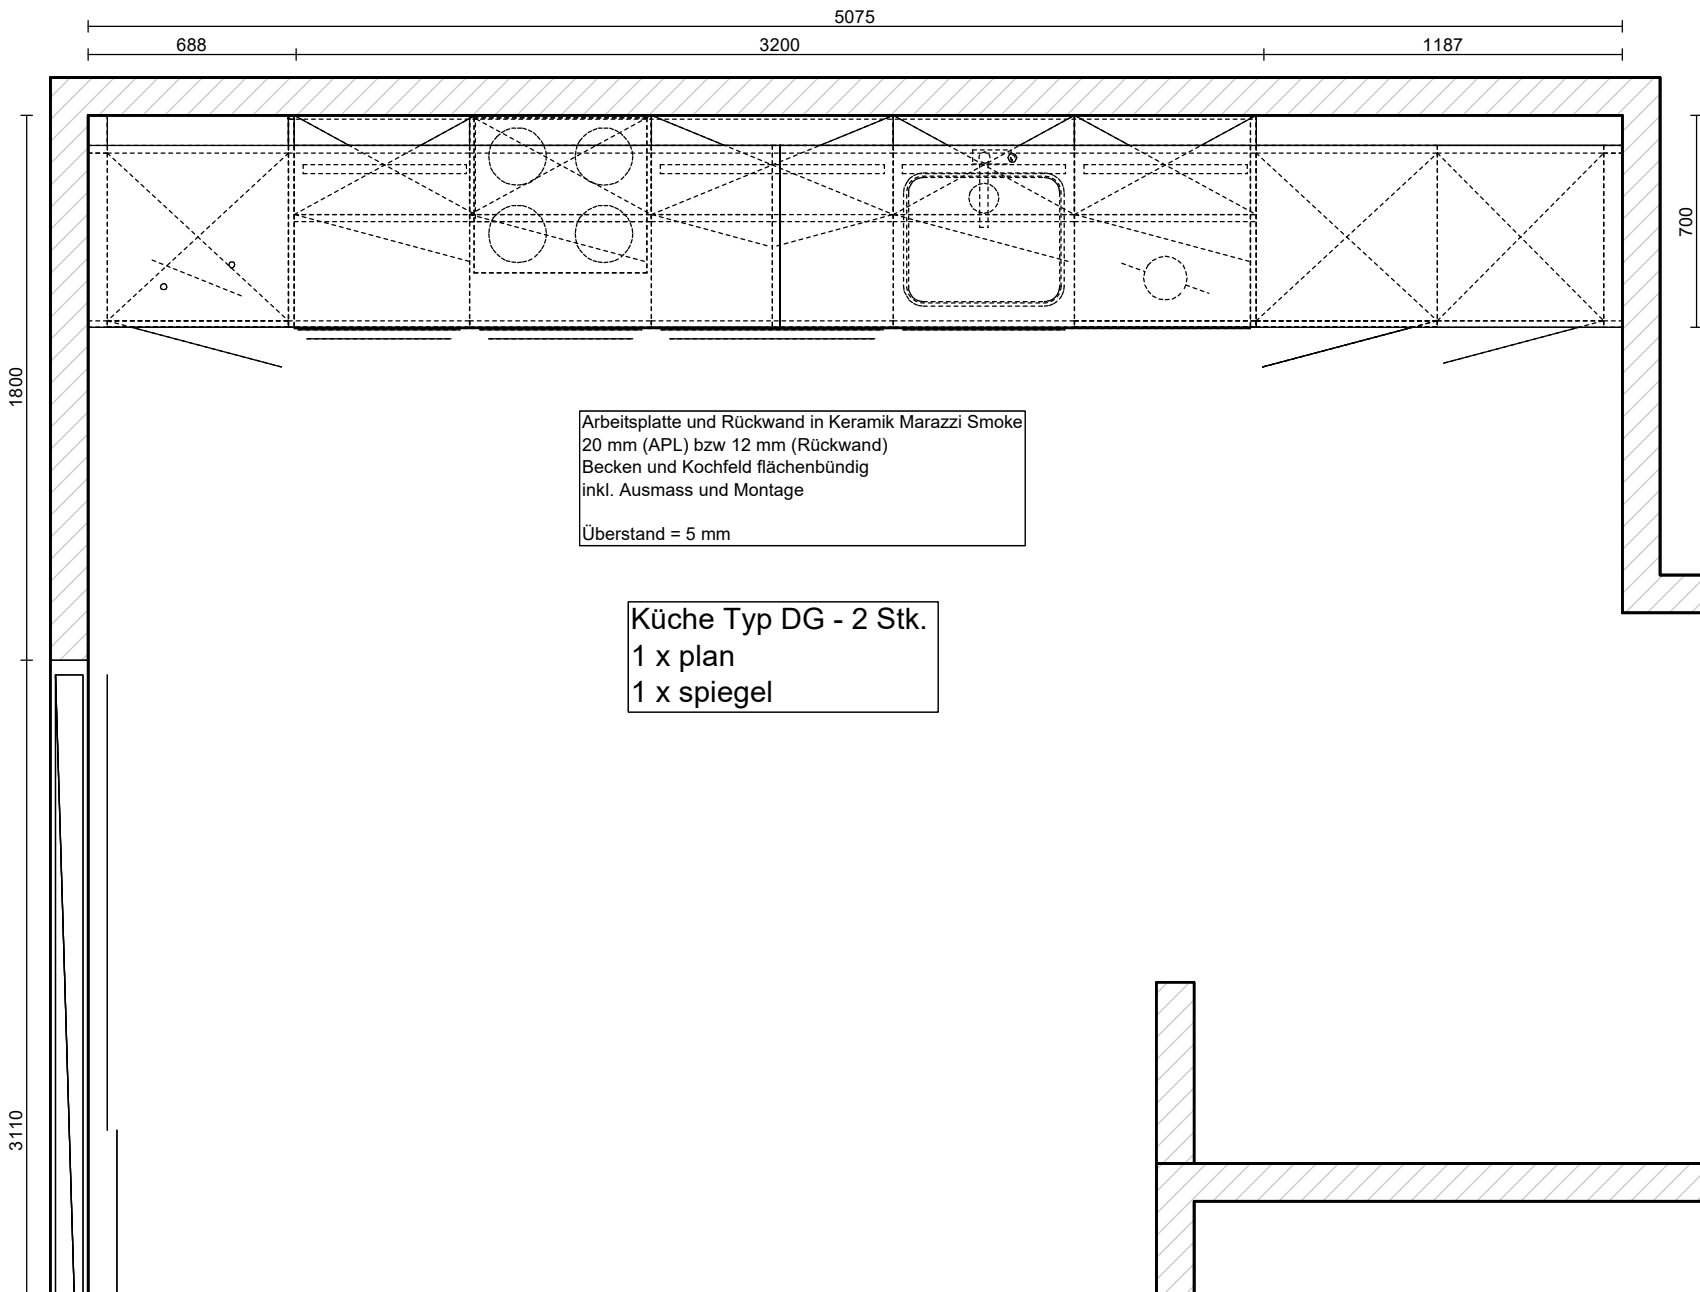 5075
688
3200
1187
700
1800
Arbeitsplatte und Rückwand in Keramik Marazzi Smoke
20 mm (APL) bzw 12 mm (Rückwand)
Becken und Kochfeld flächenbündig
inkl. Ausmass und Montage
Überstand = 5 mm
Küche Typ DG - 2 Stk.
1 x plan
1 x spiegel
3110